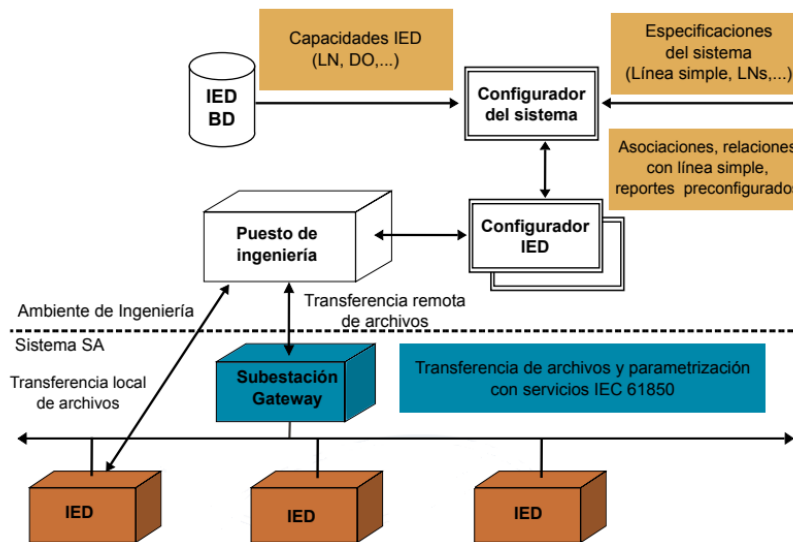 Capacidades IED
(LN, DO,...)
Especificaciones
del sistema
(Línea simple, LNs,...)
IED
BD
Configurador
del sistema
Asociaciones, relaciones
con línea simple,
reportes preconfigurados
Puesto de
ingeniería
Configurador
IED
Ambiente de Ingeniería
Transferencia remota
de archivos
Sistema SA
Transferencia local
de archivos
Subestación
Gateway
Transferencia de archivos y parametrización
con servicios IEC 61850
IED
IED
IED